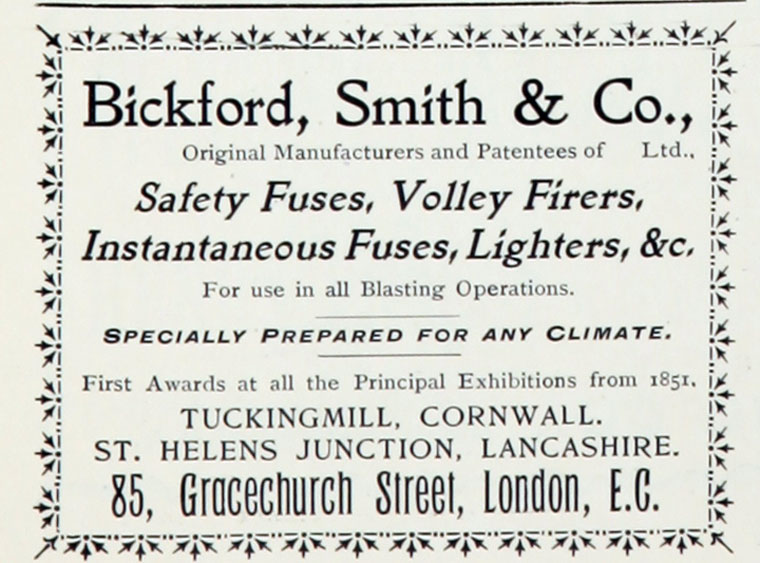 Bickford, Smith & Co.,
Original Manufacturers and Patentees of Ltd.,
Safety Fuses, Volley Firers,
Instantaneous Fuses, Lighters, &c.
For use in all Blasting Operations.
SPECIALLY PREPARED FOR ANY CLIMATE.
First Awards at all the Principal Exhibitions from 1851.
TUCKINGMILL, CORNWALL.
ST. HELENS JUNCTION, LANCASHIRE.
85, Gracechurch Street, London, E.C.